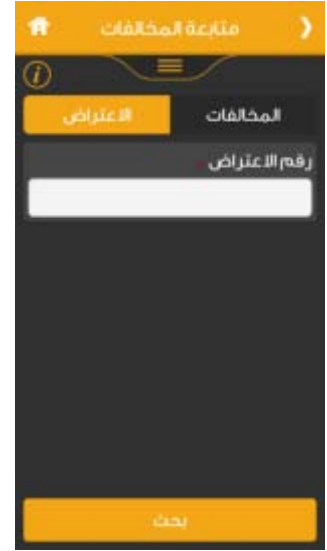 متابعة المخالفات
i
المخالفات الاعتراض
رقم الاعتراض *
بحث